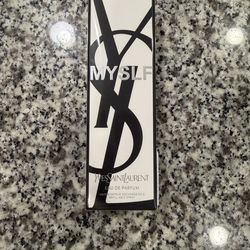 YSL
MYSLF
YVESSAINTLAURENT
EAU DE PARFUM